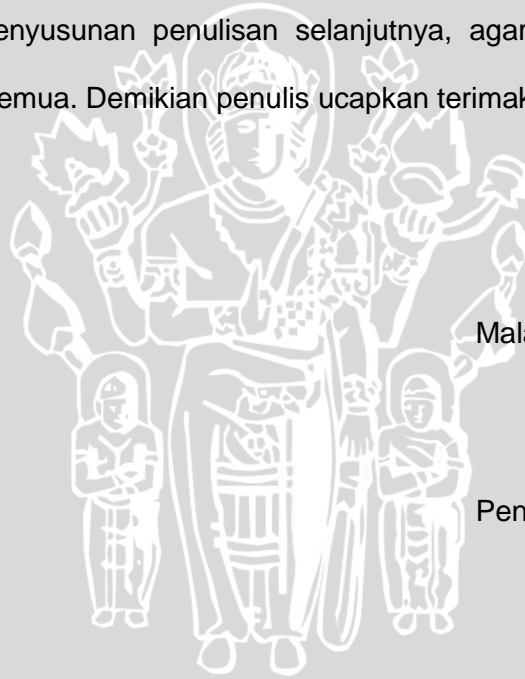 enyusunan penulisan selanjutnya, agar
emua. Demikian penulis ucapkan terimak
Mala
Pen